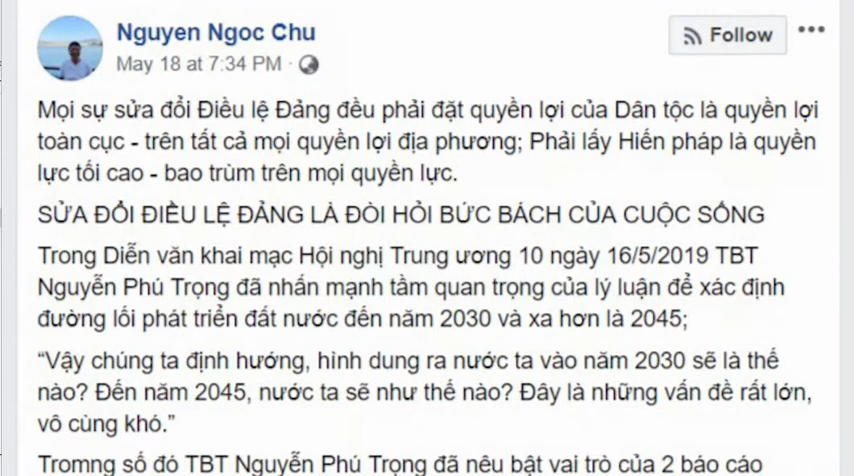 Nguyen Ngoc Chu
Follow
May 18 at 7:34 PM ·
Mọi sự sửa đổi Điều lệ Đảng đều phải đặt quyền lợi của Dân tộc là quyền lợi
toàn cục - trên tất cả mọi quyền lợi địa phương; Phải lấy Hiến pháp là quyền
lực tối cao - bao trùm trên mọi quyền lực.
SỬA ĐỔI ĐIỀU LỆ ĐẢNG LÀ ĐÒI HỎI BỨC BÁCH CỦA CUỘC SỐNG
Trong Diễn văn khai mạc Hội nghị Trung ương 10 ngày 16/5/2019 TBT
Nguyễn Phú Trọng đã nhấn mạnh tầm quan trọng của lý luận để xác định
đường lối phát triển đất nước đến năm 2030 và xa hơn là 2045;
“Vậy chúng ta định hướng, hình dung ra nước ta vào năm 2030 sẽ là thế
nào? Đến năm 2045, nước ta sẽ như thế nào? Đây là những vấn đề rất lớn,
vô cùng khó.”
Tromng số đó TBT Nguyễn Phú Trọng đã nêu bật vai trò của 2 báo cáo